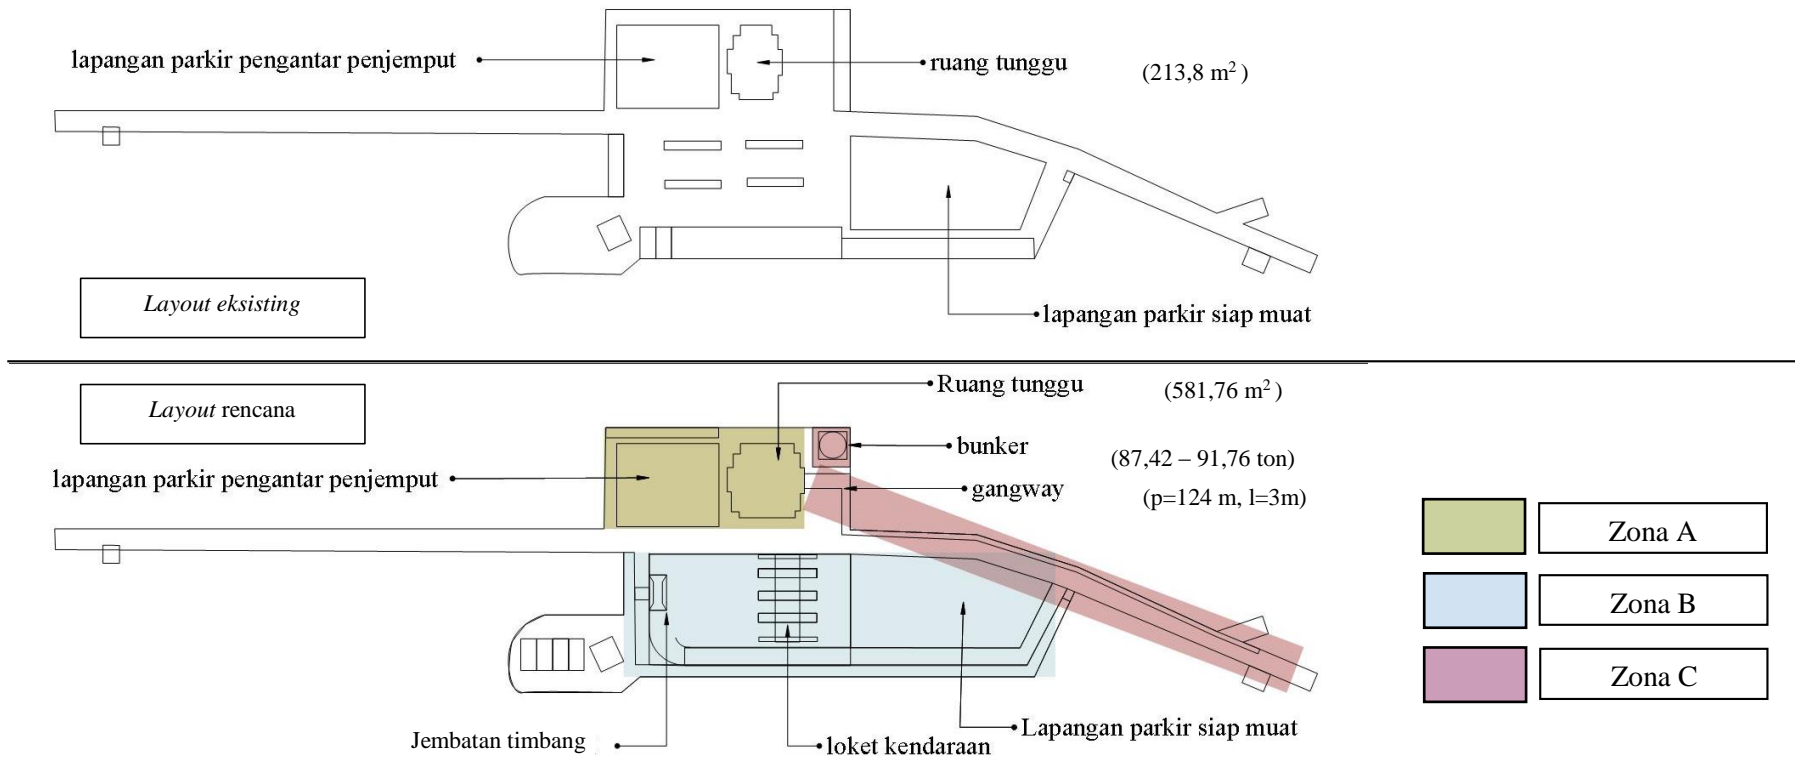 lapangan parkir pengantar penjemput
ruang tunggu
(213,8 m²)
Layout eksisting
lapangan parkir siap muat
Layout rencana
Ruang tunggu
(581,76 m²)
bunker
(87,42 – 91,76 ton)
lapangan parkir pengantar penjemput
gangway
(p=124 m, l=3m)
Zona A
Zona B
Zona C
Jembatan timbang
loket kendaraan
Lapangan parkir siap muat